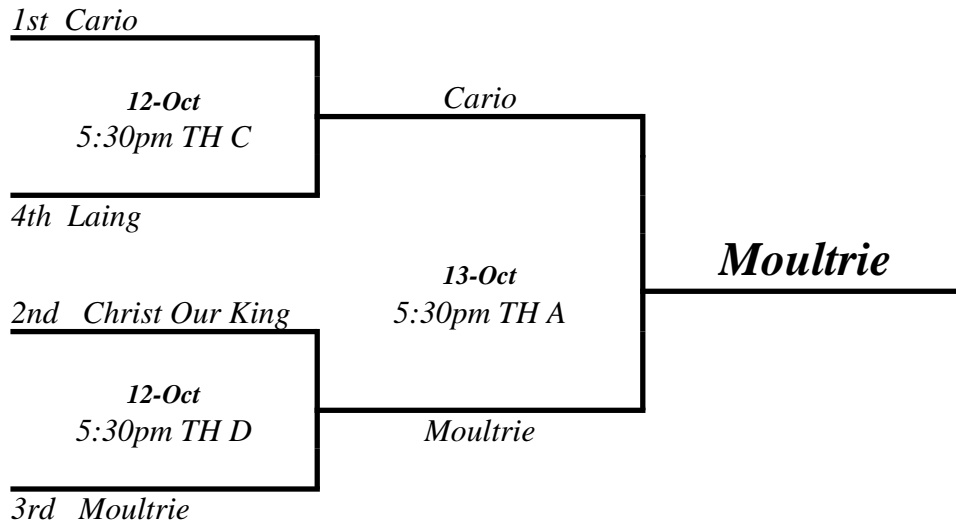 1st Cario
12-Oct
5:30pm TH C
Cario
4th Laing
Moultrie
13-Oct
5:30pm TH A
2nd Christ Our King
12-Oct
5:30pm TH D
Moultrie
3rd Moultrie